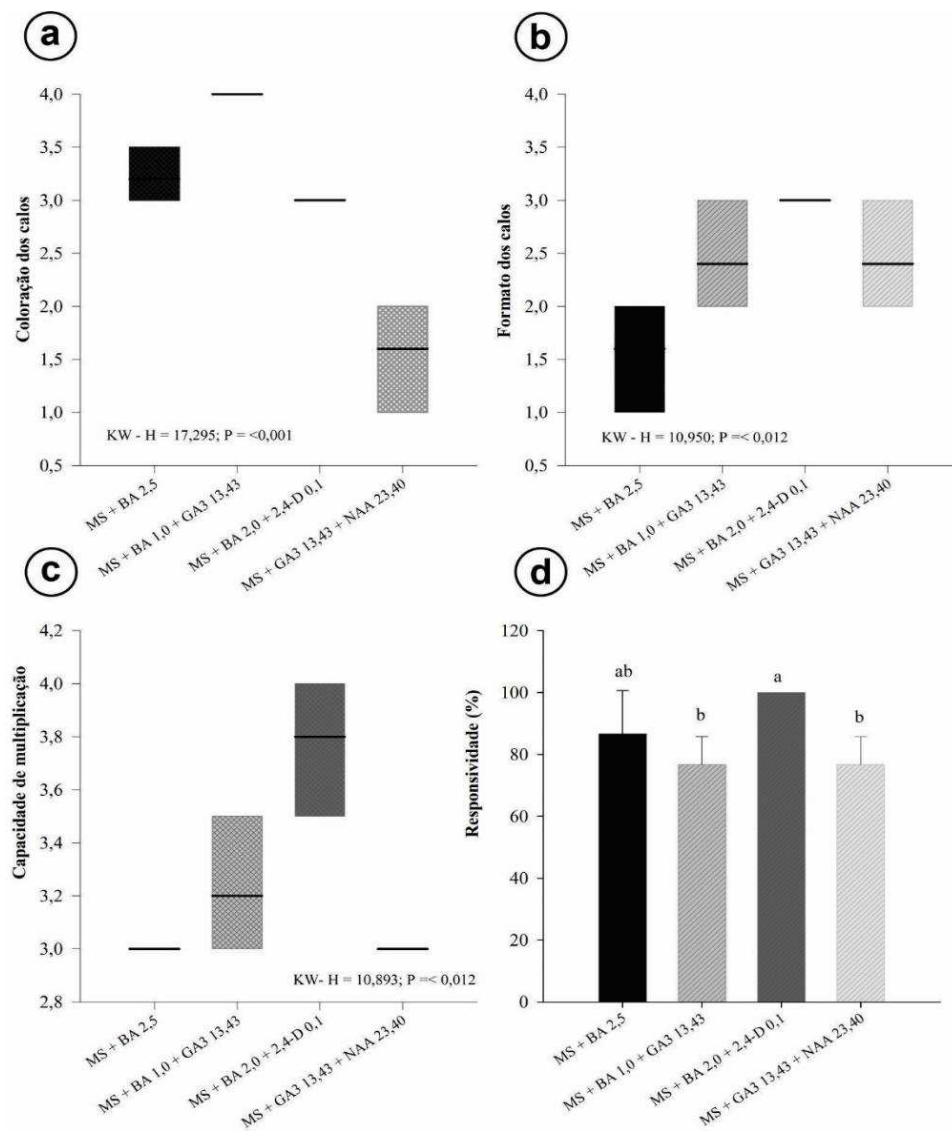 a
4,0
3,5
3,0
2,5
2,0
1,5
1,0
0,5
Coloração dos calos
KW - H = 17,295; P = <0,001
MS + BA 2,5
MS + BA 1,0 + GA3 13,43
MS + BA 2,0 + 2,4-D 0,1
MS + GA3 13,43 + NAA 23,40
b
4,0
3,5
3,0
2,5
2,0
1,5
1,0
0,5
Formato dos calos
KW - H = 10,950; P =< 0,012
MS + BA 2,5
MS + BA 1,0 + GA3 13,43
MS + BA 2,0 + 2,4-D 0,1
MS + GA3 13,43 + NAA 23,40
c
4,2
4,0
3,8
3,6
3,4
3,2
3,0
2,8
Capacidade de multiplicação
KW- H = 10,893; P =< 0,012
MS + BA 2,5
MS + BA 1,0 + GA3 13,43
MS + BA 2,0 + 2,4-D 0,1
MS + GA3 13,43 + NAA 23,40
d
120
100
80
60
40
20
0
Responsividade (%)
ab
b
a
b
MS + BA 2,5
MS + BA 1,0 + GA3 13,43
MS + BA 2,0 + 2,4-D 0,1
MS + GA3 13,43 + NAA 23,40